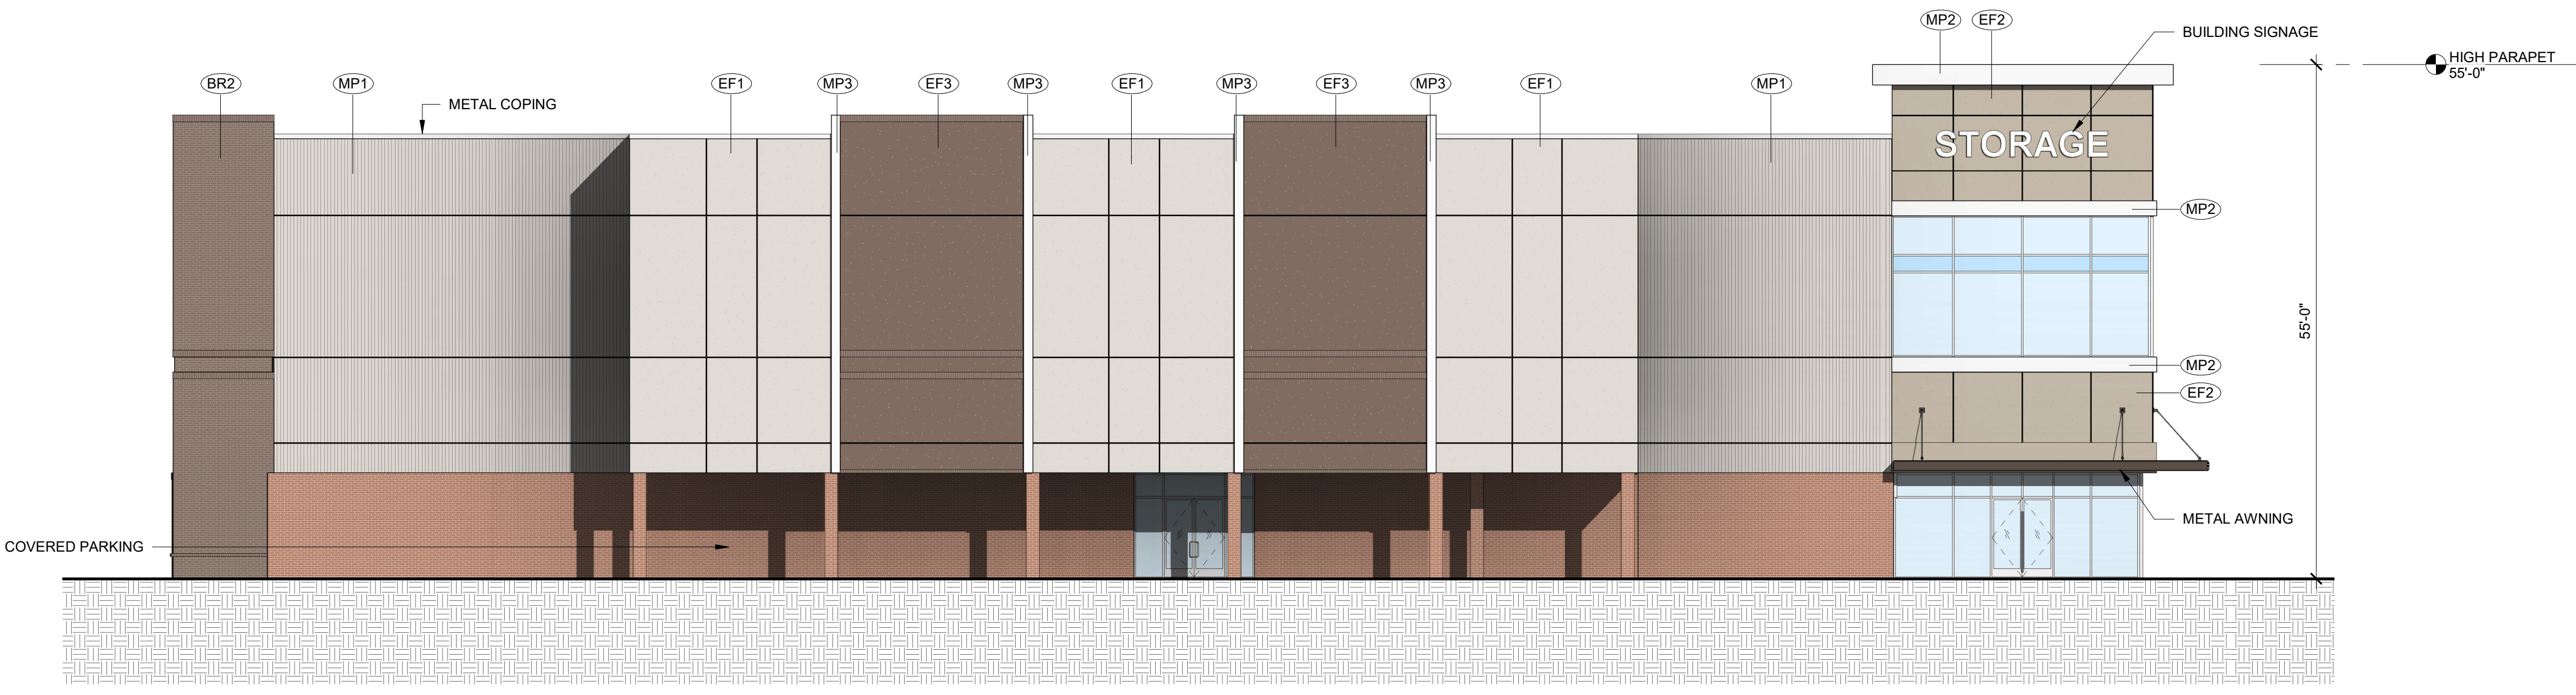 MP2
EF2
BUILDING SIGNAGE
HIGH PARAPET
55'-0"
BR2
MP1
EF1
MP3
EF3
MP3
EF1
MP3
EF3
MP3
EF1
MP1
METAL COPING
STORAGE
MP2
55'-0"
MP2
EF2
METAL AWNING
COVERED PARKING